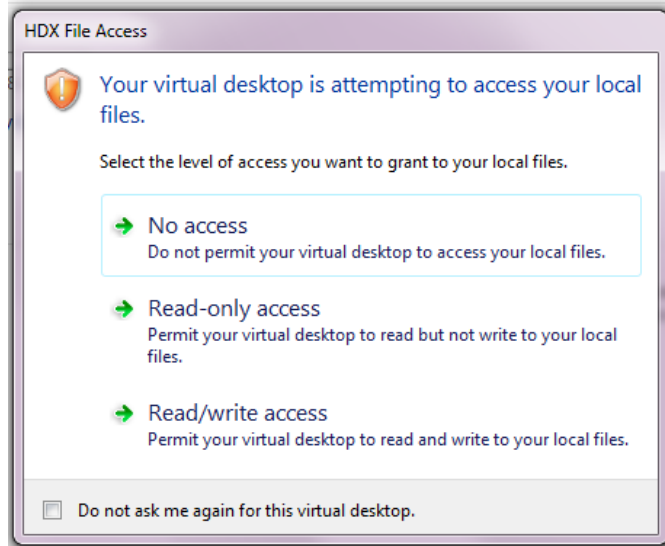 HDX File Access
Your virtual desktop is attempting to access your local
files.
Select the level of access you want to grant to your local files.
No access
Do not permit your virtual desktop to access your local files.
Read-only access
Permit your virtual desktop to read but not write to your local
files.
Read/write access
Permit your virtual desktop to read and write to your local files.
Do not ask me again for this virtual desktop.